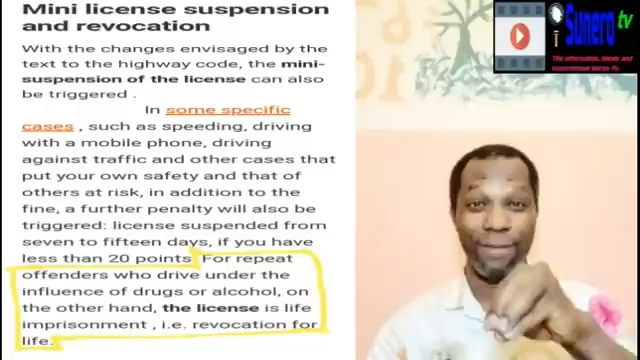 Mini license suspension
and revocation
With the changes envisaged by the
text to the highway code, the mini-
suspension of the license can also
be triggered .
In some specific
cases , such as speeding, driving
with a mobile phone, driving
against traffic and other cases that
put your own safety and that of
others at risk, in addition to the
fine, a further penalty will also be
triggered: license suspended from
seven to fifteen days, if you have
less than 20 points For repeat
offenders who drive under the
influence of drugs or alcohol, on
the other hand, the license is life
imprisonment , i.e. revocation for
life.
Sunero tv